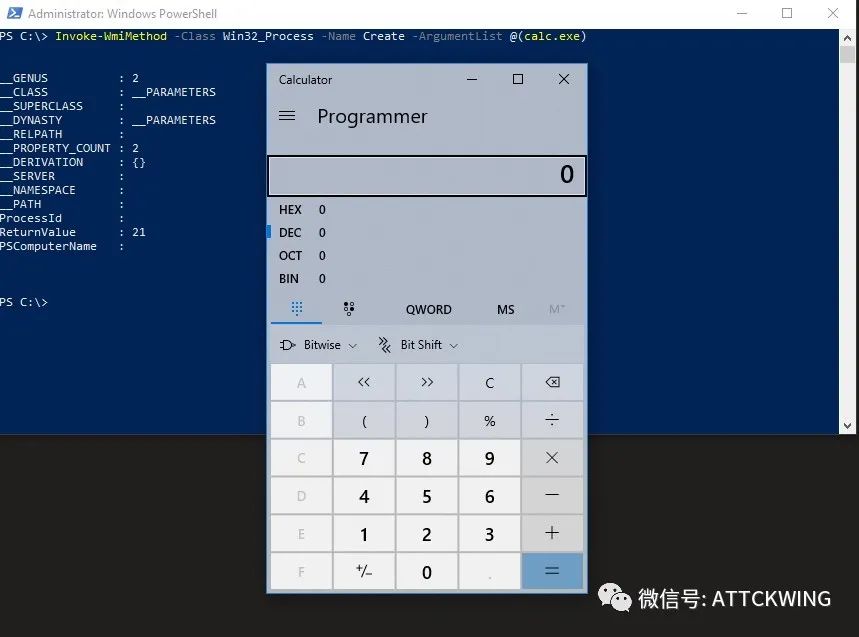 Administrator: Windows PowerShell
PS C:\> Invoke-WmiMethod -Class Win32_Process -Name Create -ArgumentList @(calc.exe)
__GENUS : 2
__CLASS : __PARAMETERS
__SUPERCLASS :
__DYNASTY : __PARAMETERS
__RELPATH :
__PROPERTY_COUNT : 2
__DERIVATION : {}
__SERVER :
__NAMESPACE :
__PATH :
ProcessId :
ReturnValue : 21
PSComputerName :
PS C:\>
Calculator
Programmer
0
HEX 0
DEC 0
OCT 0
BIN 0
QWORD MS M˅
Bitwise Bit Shift
A << >> C
B ( ) % ÷
C 7 8 9 ×
D 4 5 6 −
E 1 2 3 +
F +/− 0 . =
微信号: ATTCKWING